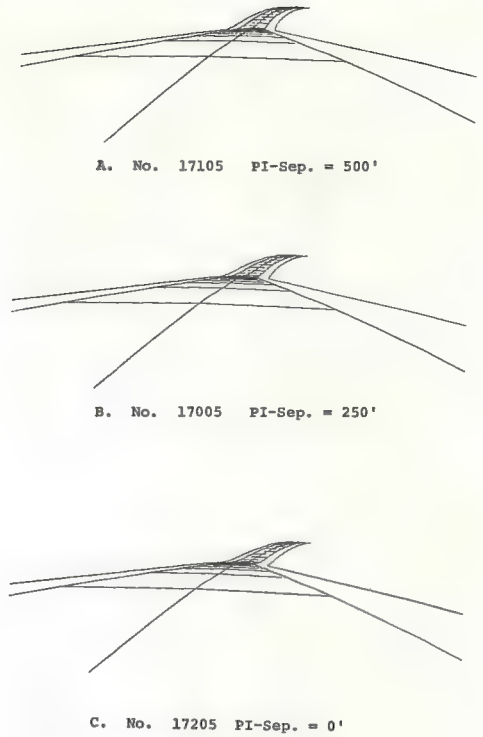 A. No. 17105 PI-Sep. = 500'
B. No. 17005 PI-Sep. = 250'
C. No. 17205 PI-Sep. = 0'